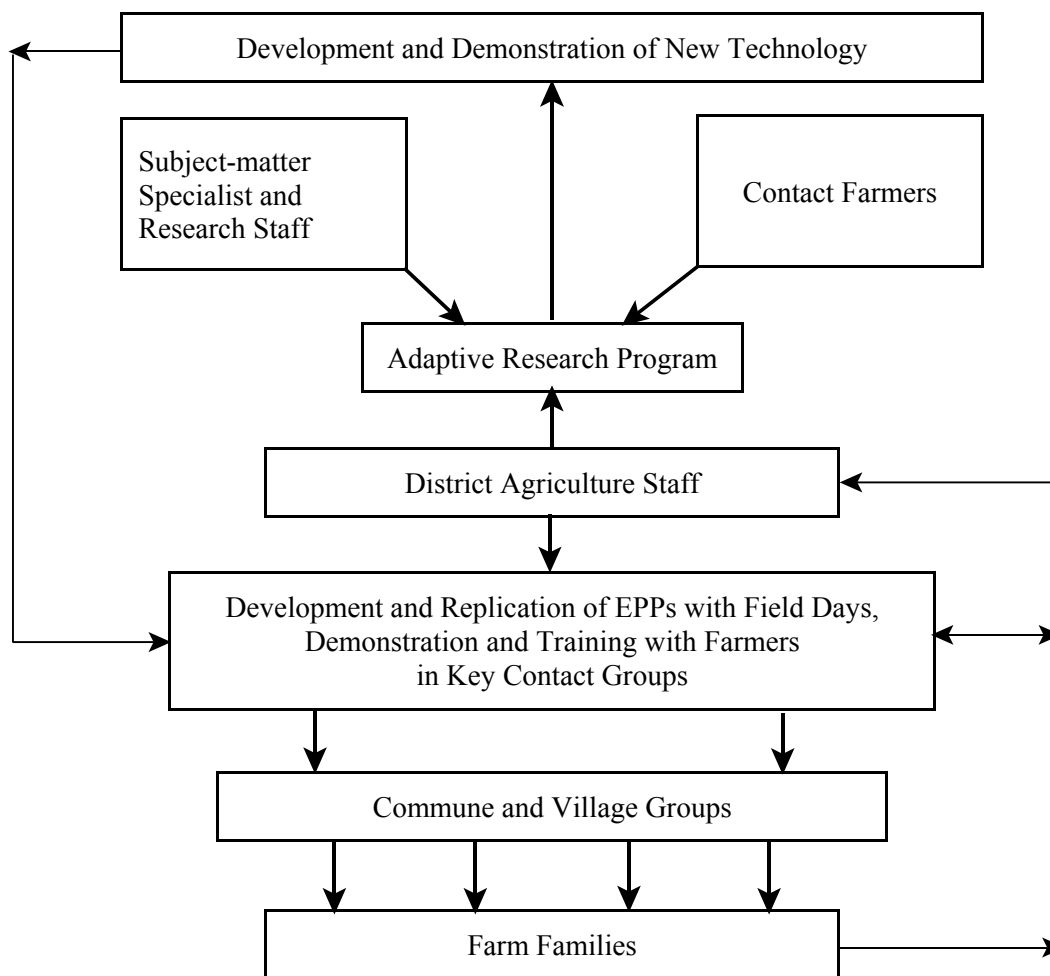 Development and Demonstration of New Technology
Subject-matter
Specialist and
Research Staff
Contact Farmers
Adaptive Research Program
District Agriculture Staff
Development and Replication of EPPs with Field Days,
Demonstration and Training with Farmers
in Key Contact Groups
Commune and Village Groups
Farm Families